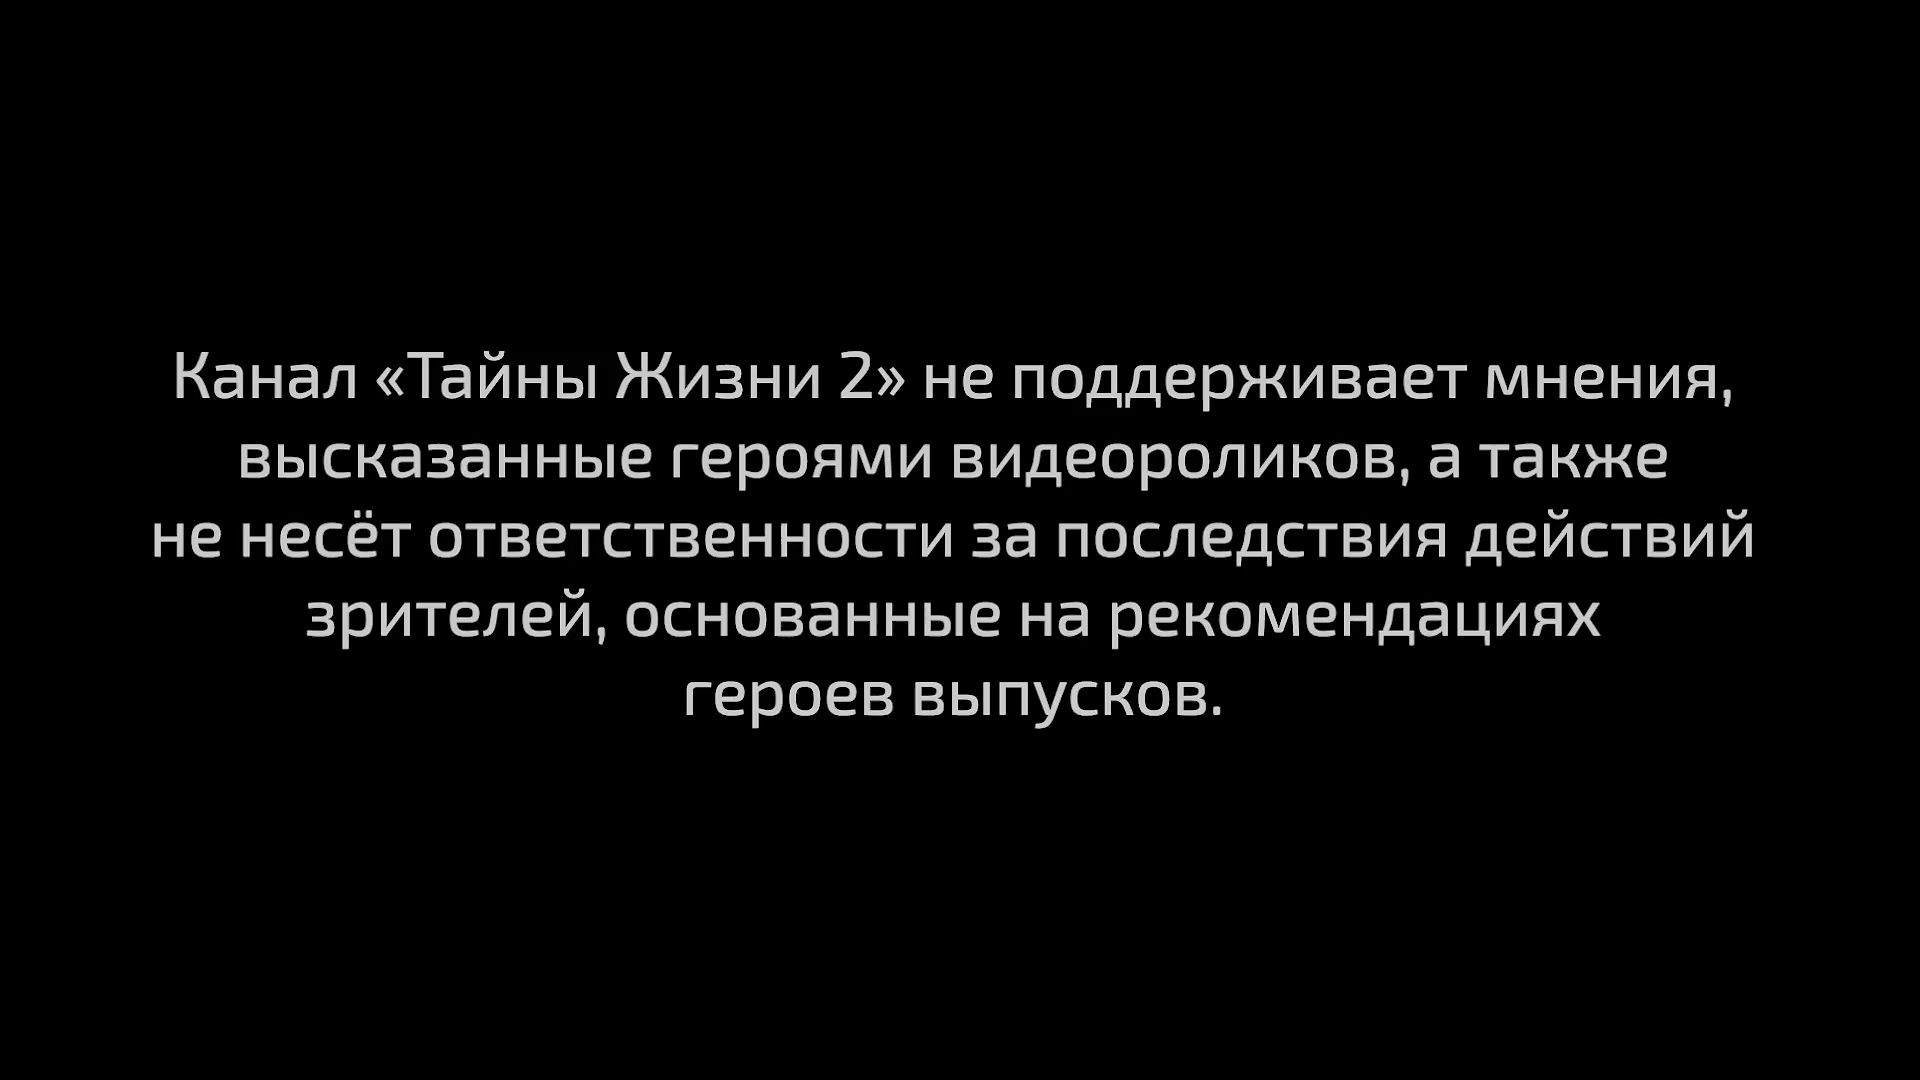 Канал «Тайны Жизни 2» не поддерживает мнения,
высказанные героями видеороликов, а также
не несёт ответственности за последствия действий
зрителей, основанные на рекомендациях
героев выпусков.